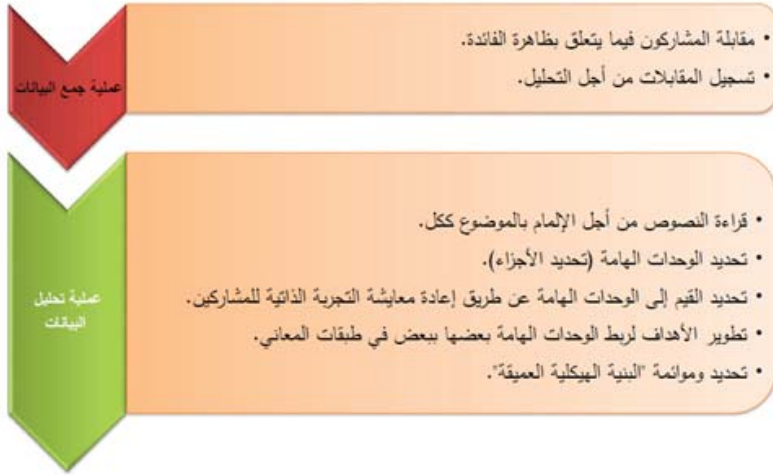 عملية جمع البيانات
• مقابلة المشاركون فيما يتعلق بظاهرة الفائدة.
• تسجيل المقابلات من أجل التحليل.
عملية تحليل
البيانات
• قراءة النصوص من أجل الإلمام بالموضوع ككل.
• تحديد الوحدات الهامة (تحديد الأجزاء).
• تحديد القيم إلى الوحدات الهامة عن طريق إعادة معايشة التجربة الذاتية للمشاركين.
• تطوير الأهداف لربط الوحدات الهامة بعضها ببعض في طبقات المعاني.
• تحديد وموائمة "البنية الهيكلية العميقة".